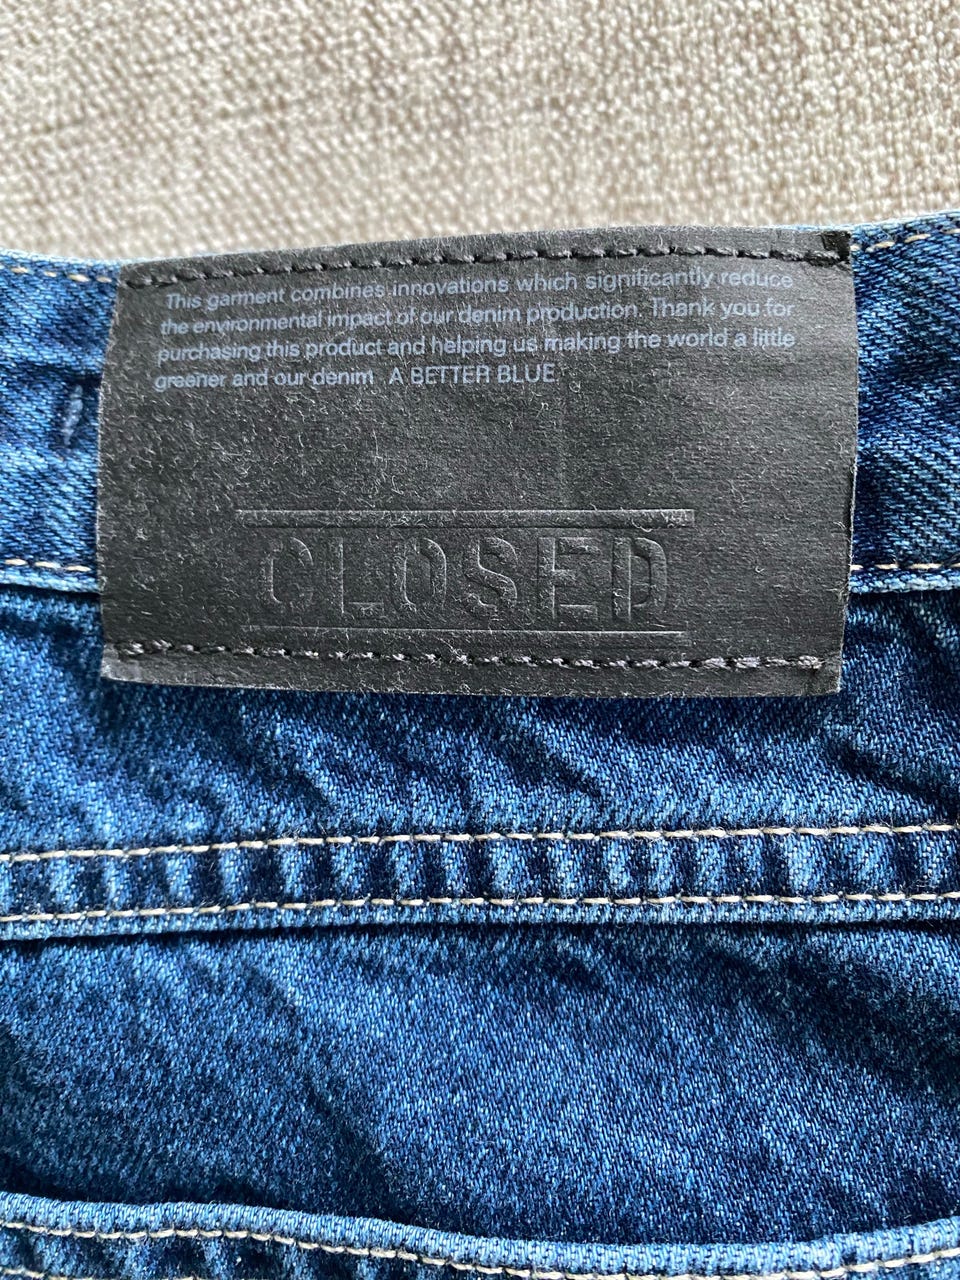 This garment combines innovations which significantly reduce
the environmental impact of our denim production. Thank you for
purchasing this product and helping us making the world a little
greener and our denim A BETTER BLUE.
CLOSED